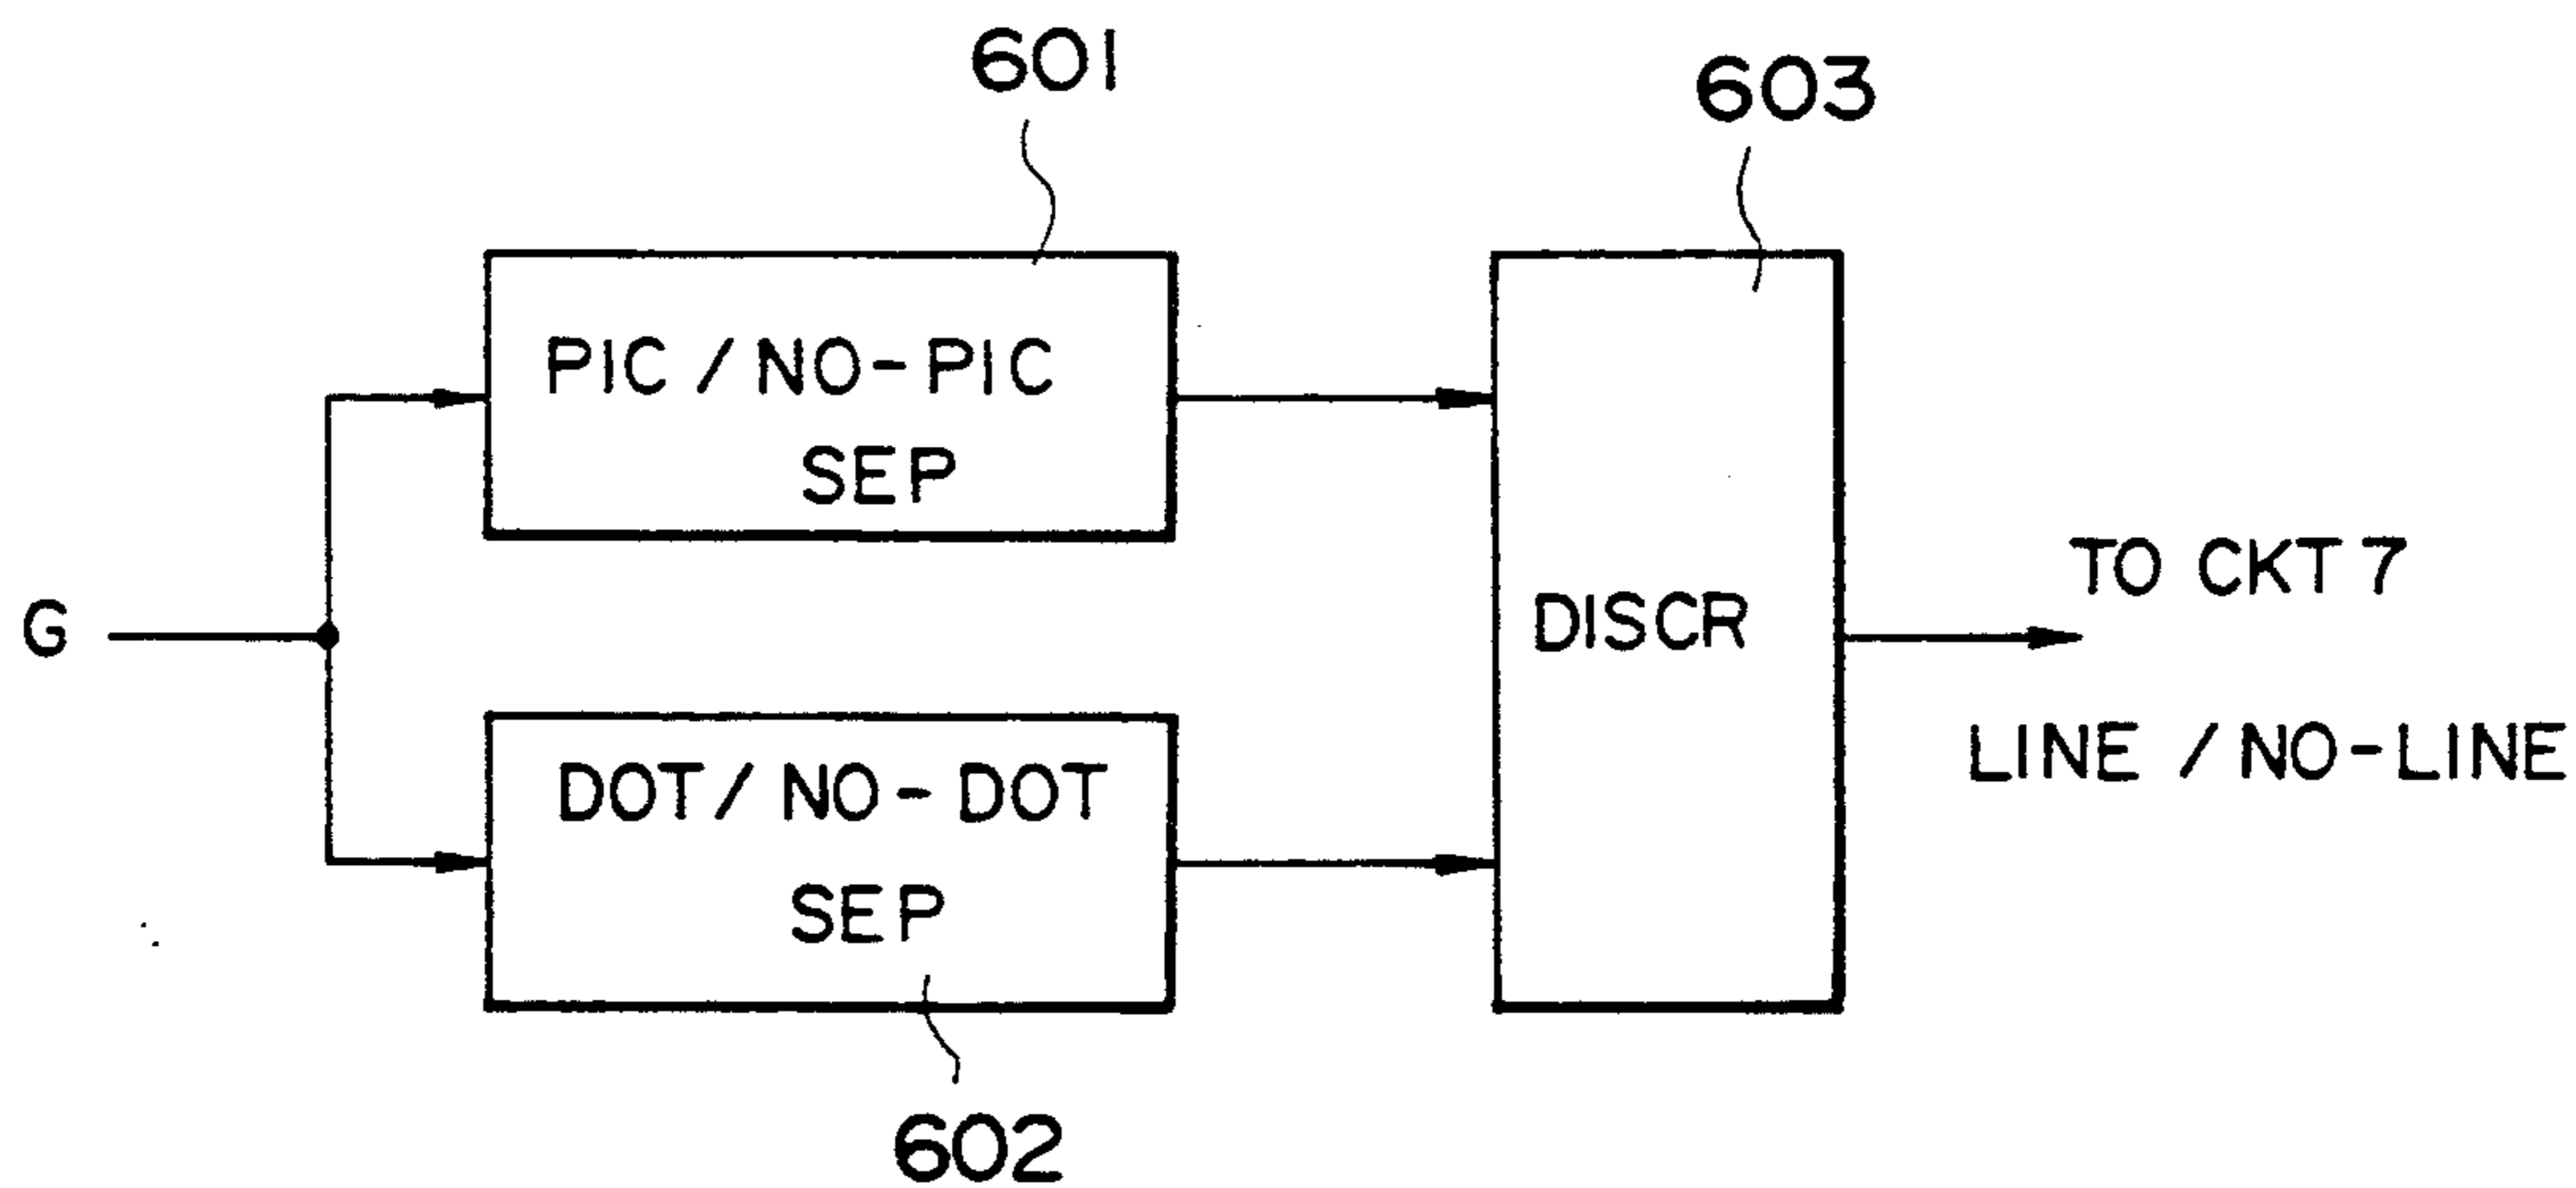 601
603
PIC / NO-PIC
SEP
G
DISCR
TO CKT 7
LINE / NO-LINE
DOT / NO-DOT
SEP
602